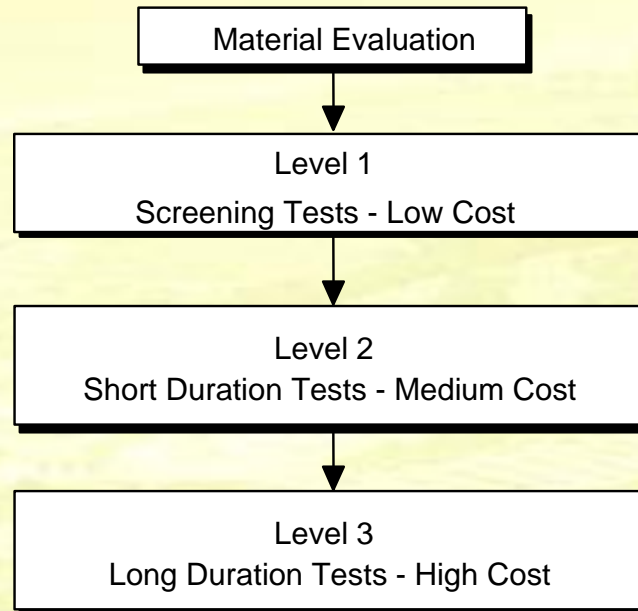 Material Evaluation
Level 1
Screening Tests - Low Cost
Level 2
Short Duration Tests - Medium Cost
Level 3
Long Duration Tests - High Cost